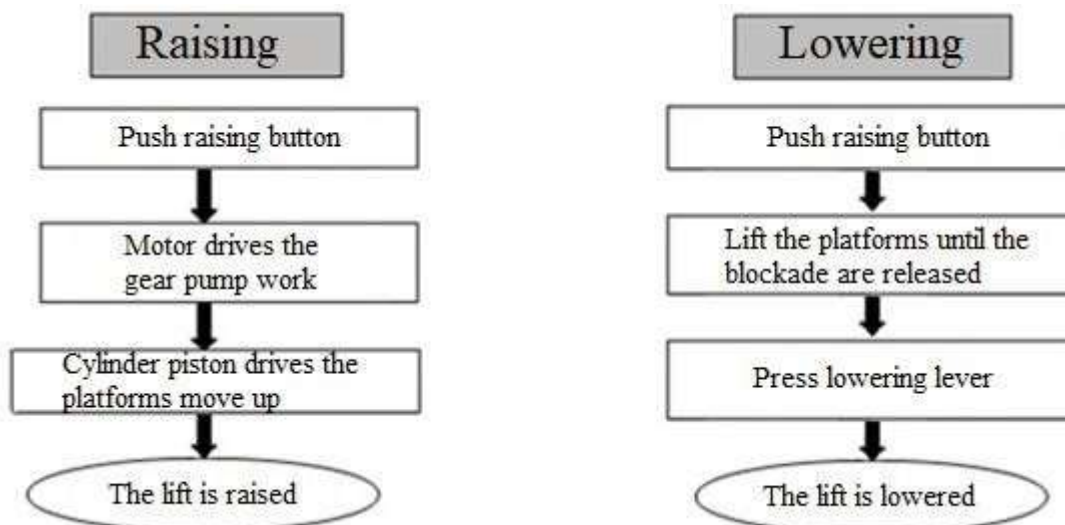 Raising
Push raising button
Motor drives the
gear pump work
Cylinder piston drives the
platforms move up
The lift is raised
Lowering
Push raising button
Lift the platforms until the
blockade are released
Press lowering lever
The lift is lowered